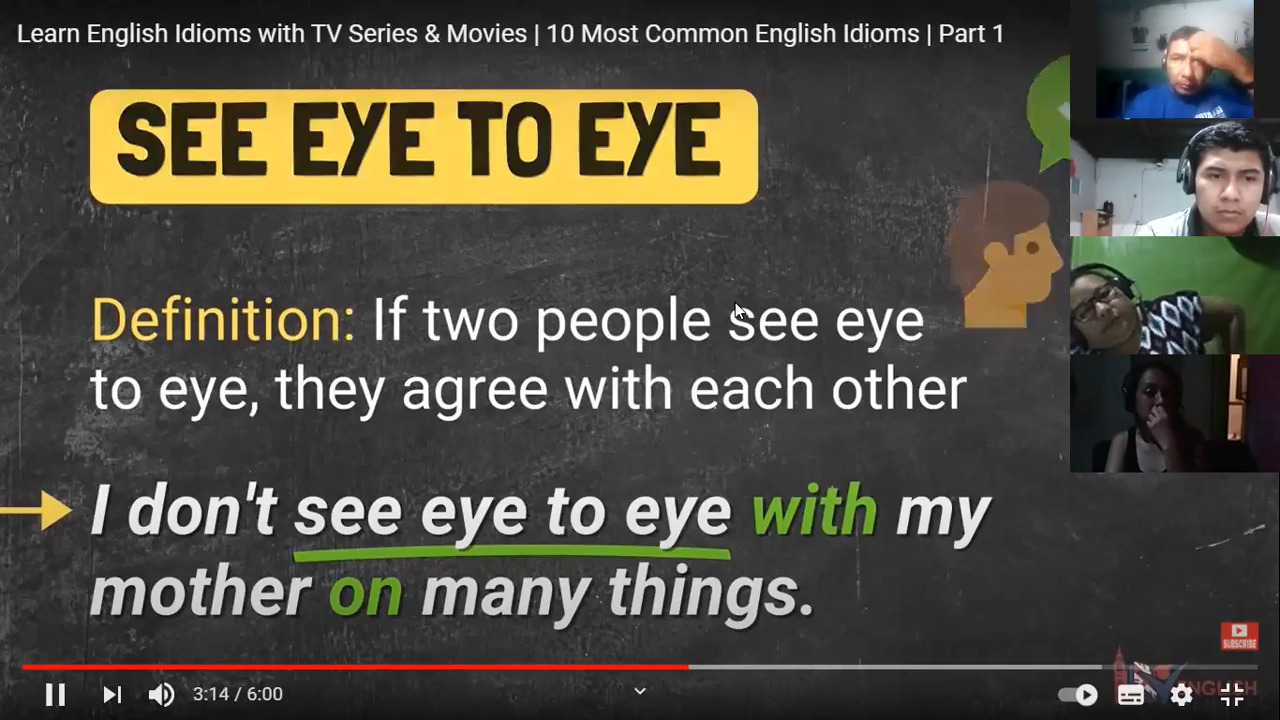 Learn English Idioms with TV Series & Movies | 10 Most Common English Idioms | Part 1
SEE EYE TO EYE
Definition: If two people see eye
to eye, they agree with each other
I don't see eye to eye with my
mother on many things.
SUBSCRIBE
ENGLISH
3:14 / 6:00